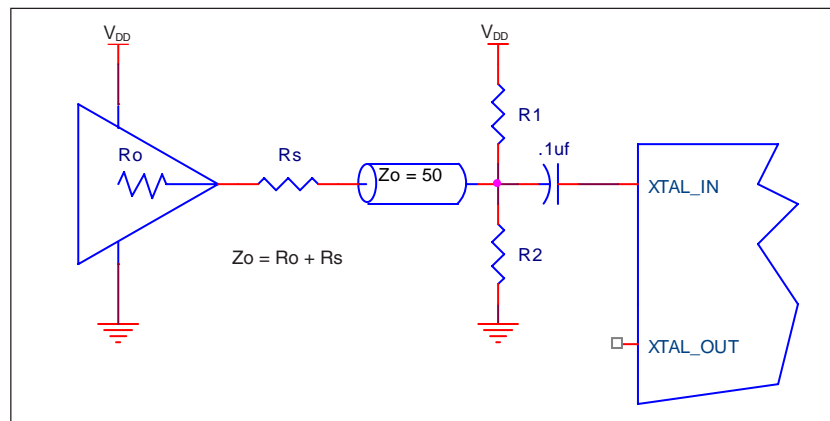 VDD
VDD
R1
Ro
Rs
Zo = 50
.1uf
XTAL_IN
Zo = Ro + Rs
R2
XTAL_OUT